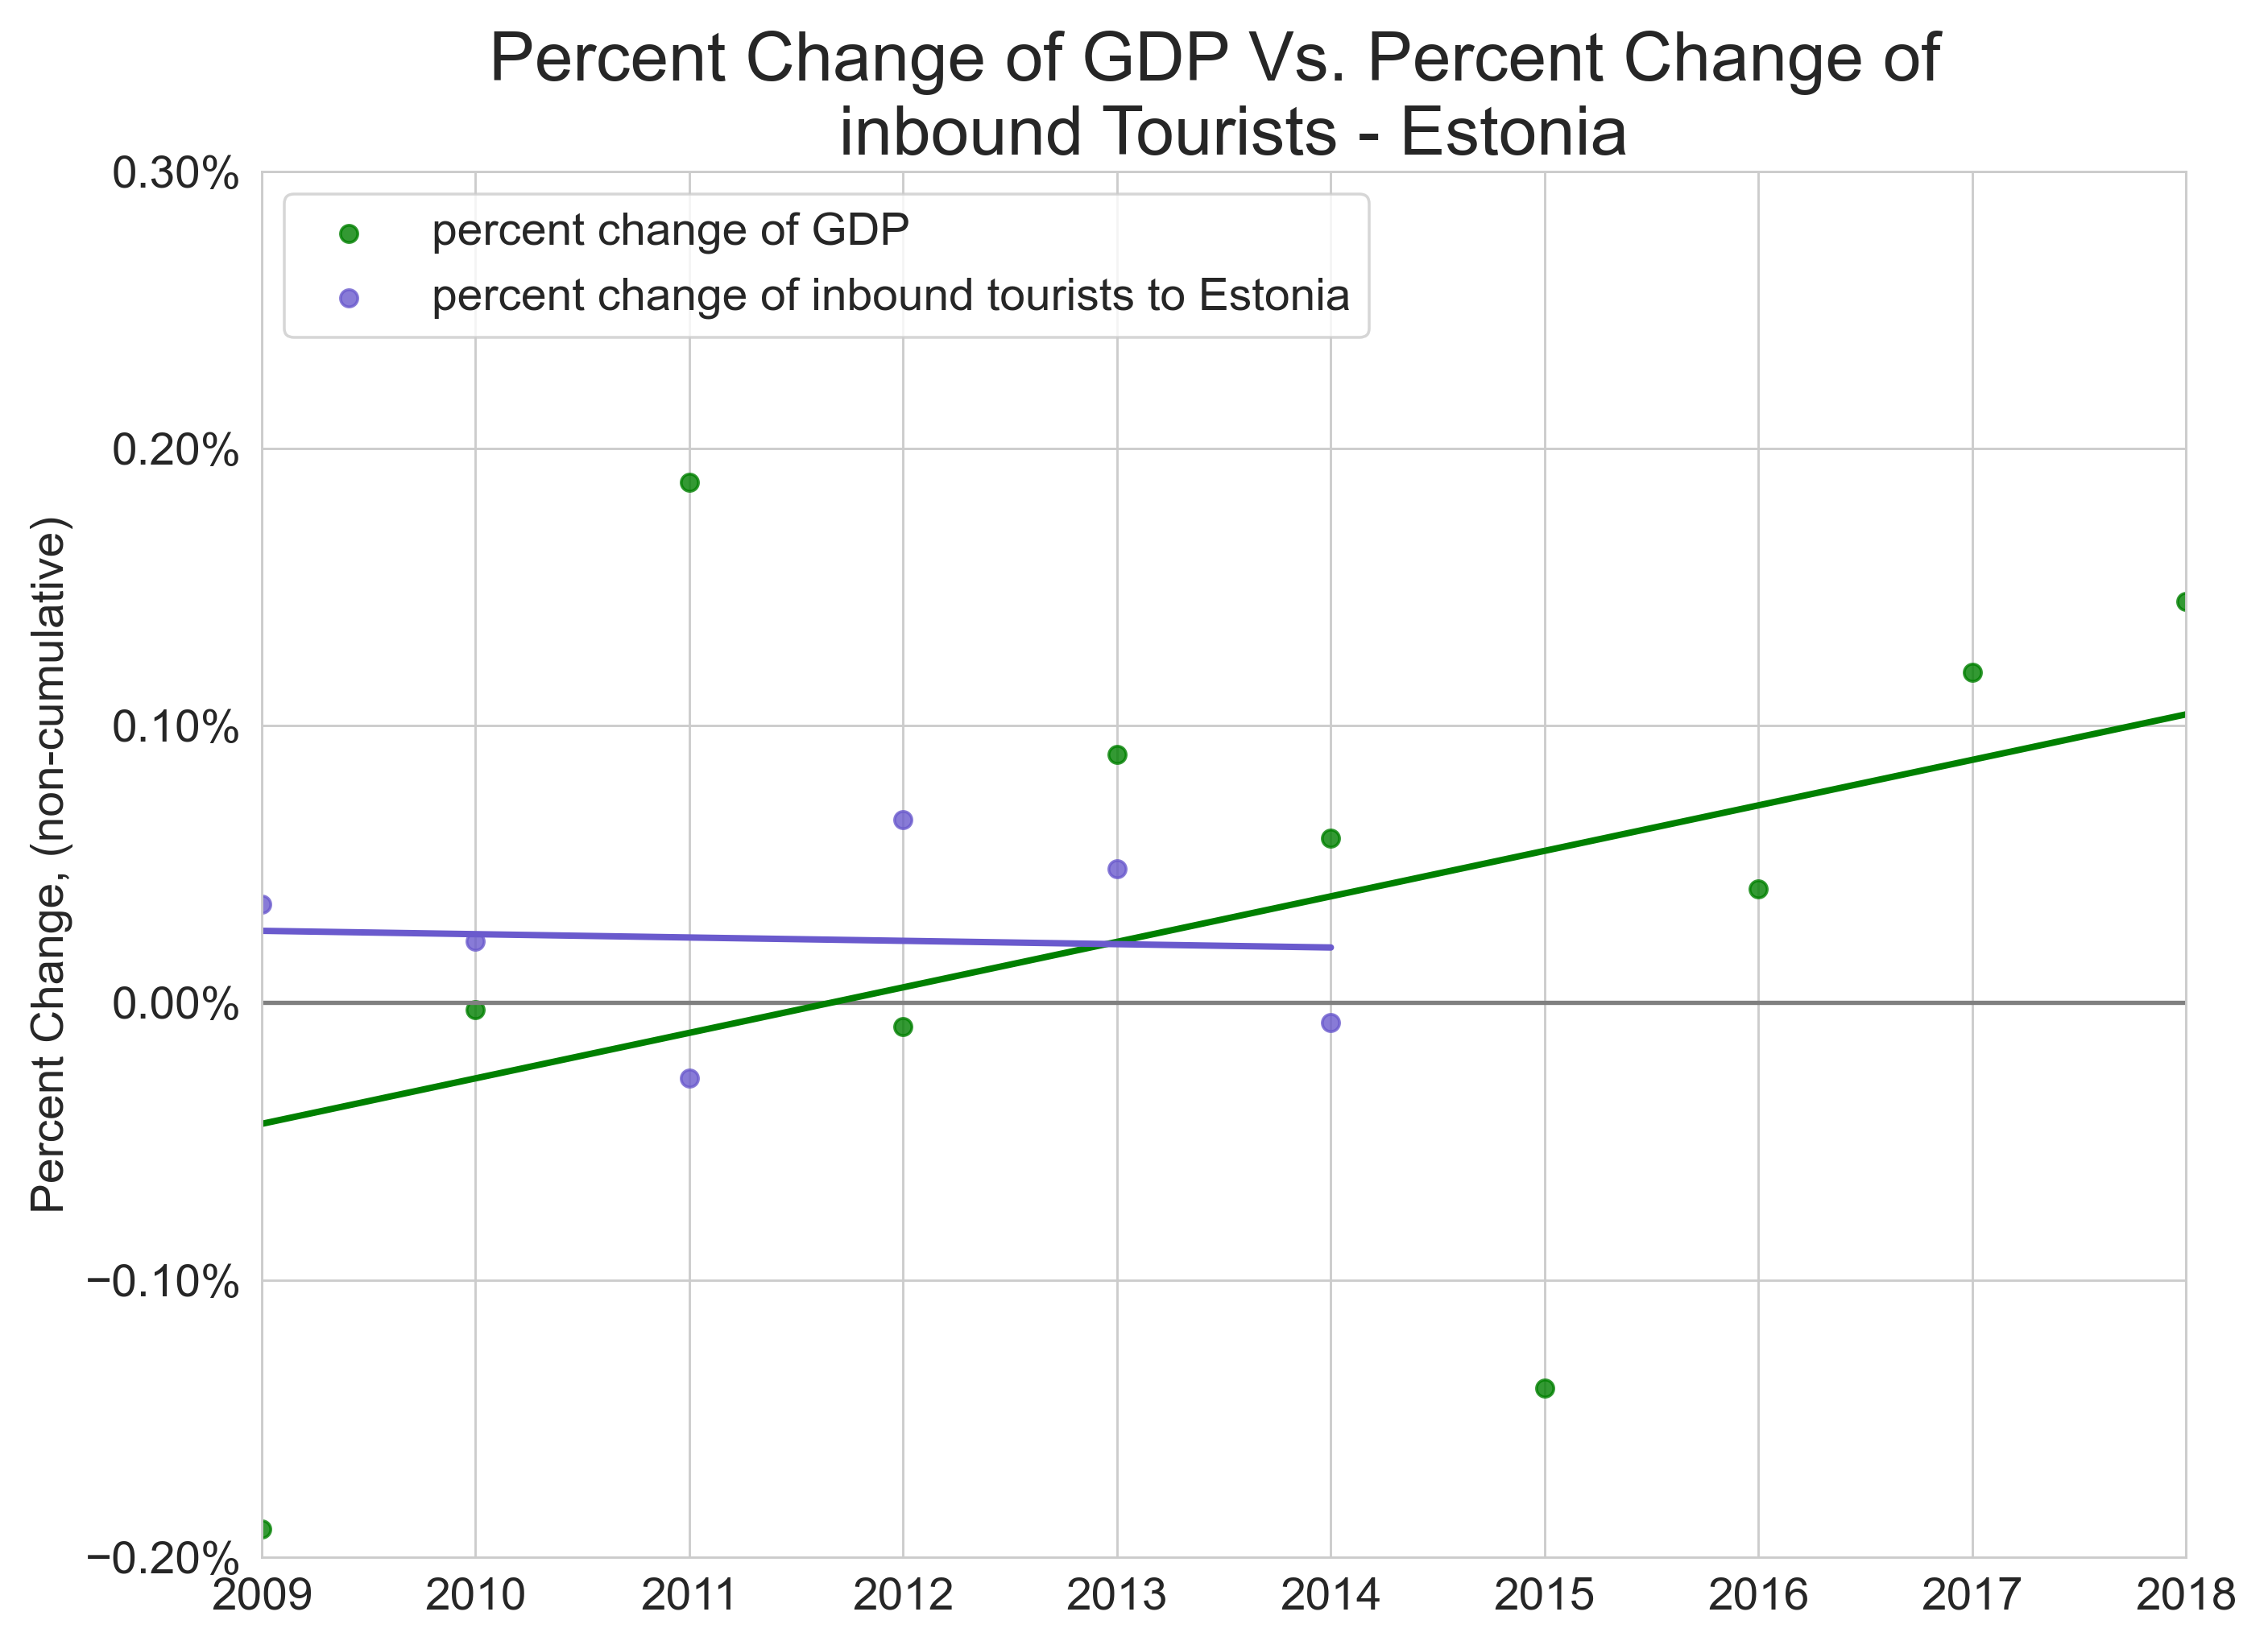 Percent Change of GDP Vs. Percent Change of
inbound Tourists - Estonia
percent change of GDP
percent change of inbound tourists to Estonia
Percent Change, (non-cumulative)
0.30%
0.20%
0.10%
0.00%
−0.10%
−0.20%
2009 2010 2011 2012 2013 2014 2015 2016 2017 2018